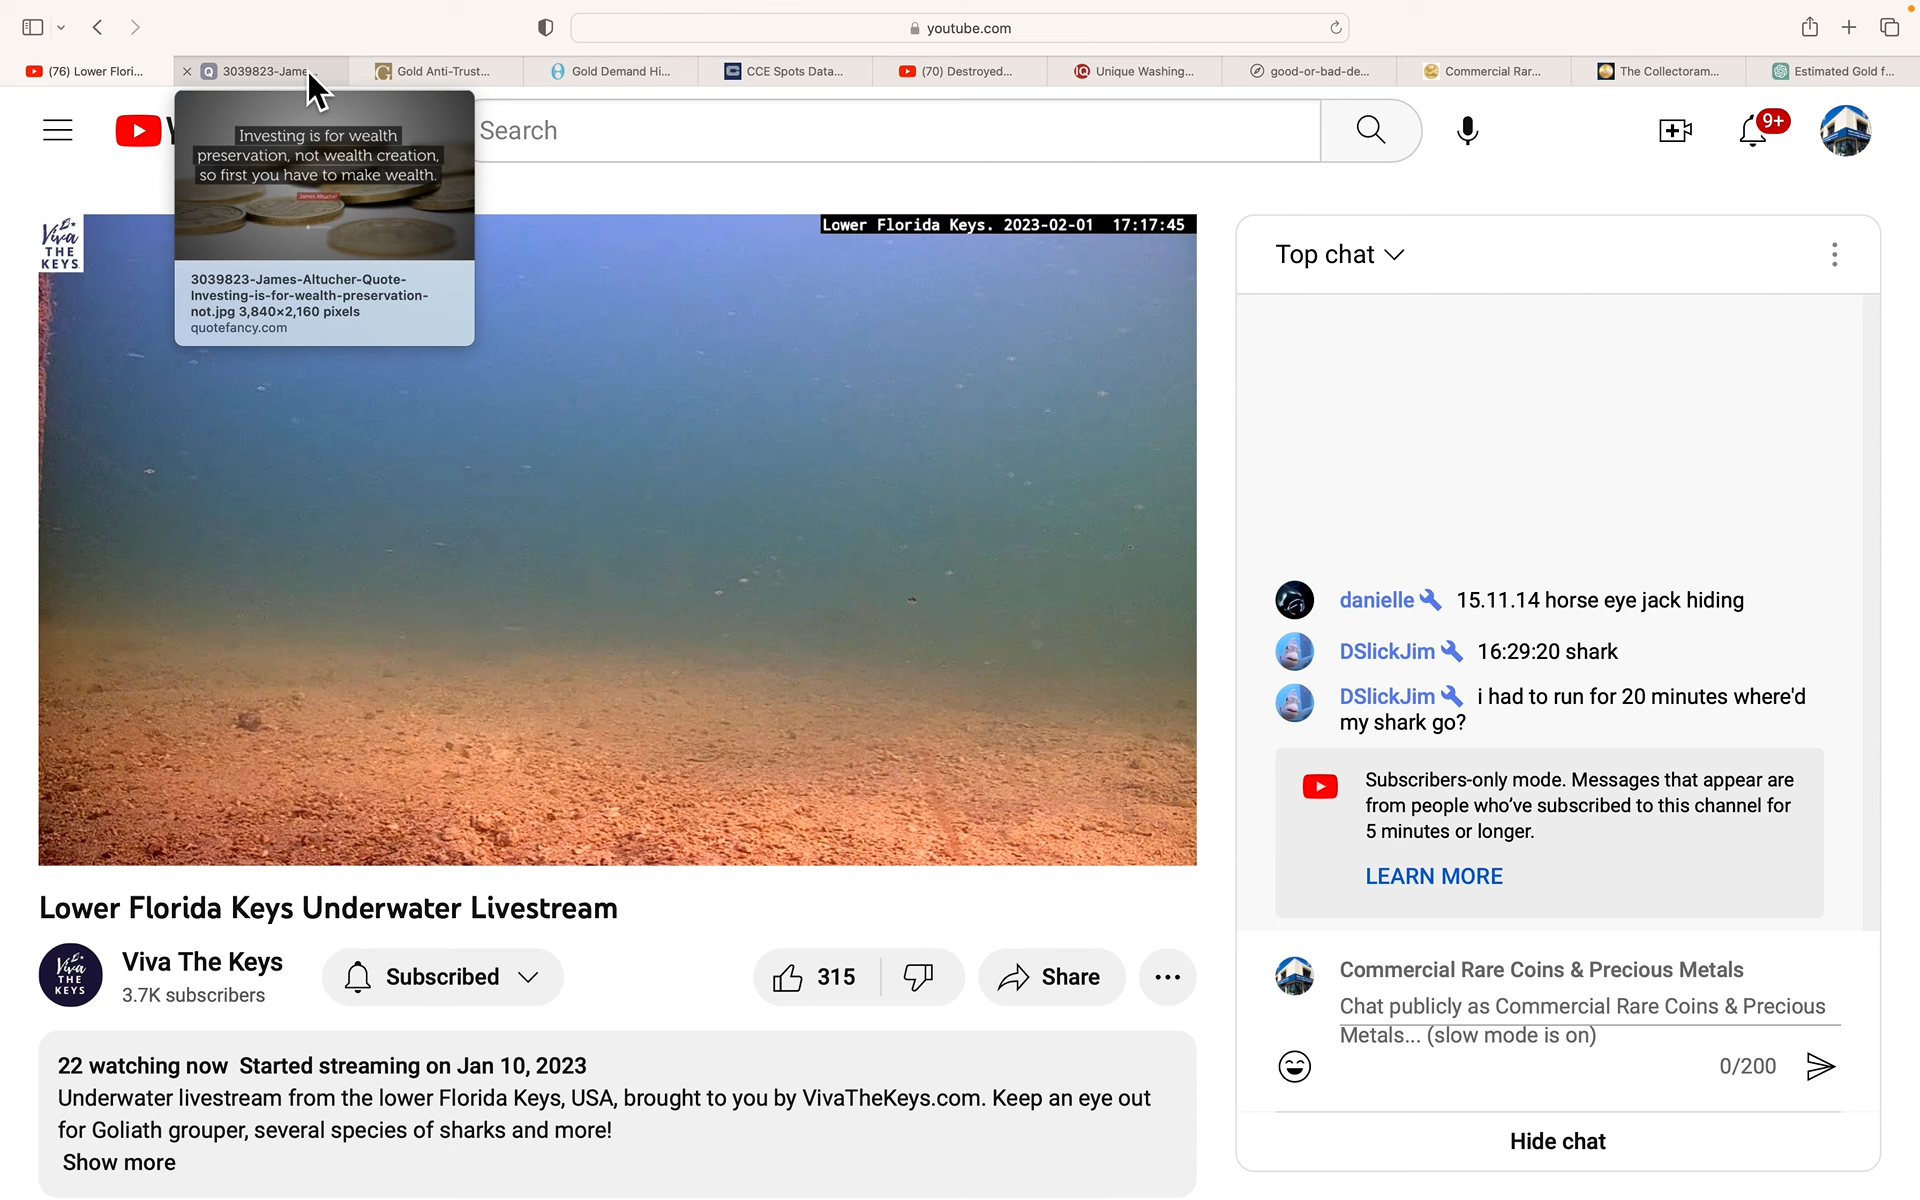 youtube.com
(76) Lower Flori...
3039823-Jame...
Gold Anti-Trust...
Gold Demand Hi...
CCE Spots Data...
(70) Destroyed...
Unique Washing...
good-or-bad-de...
Commercial Rar...
The Collectoram...
Estimated Gold f...
Search
9+
Investing is for wealth
preservation, not wealth creation,
so first you have to make wealth.
James Altucher
3039823-James-Altucher-Quote-
Investing-is-for-wealth-preservation-
not.jpg 3,840×2,160 pixels
quotefancy.com
Viva
THE
KEYS
Lower Florida Keys. 2023-02-01 17:17:45
Top chat
danielle 15.11.14 horse eye jack hiding
DSlickJim 16:29:20 shark
DSlickJim i had to run for 20 minutes where'd
my shark go?
Subscribers-only mode. Messages that appear are
from people who've subscribed to this channel for
5 minutes or longer.
LEARN MORE
Commercial Rare Coins & Precious Metals
Chat publicly as Commercial Rare Coins & Precious
Metals... (slow mode is on)
0/200
Hide chat
Lower Florida Keys Underwater Livestream
Viva
THE
KEYS
Viva The Keys
3.7K subscribers
Subscribed
315
Share
22 watching now Started streaming on Jan 10, 2023
Underwater livestream from the lower Florida Keys, USA, brought to you by VivaTheKeys.com. Keep an eye out
for Goliath grouper, several species of sharks and more!
Show more